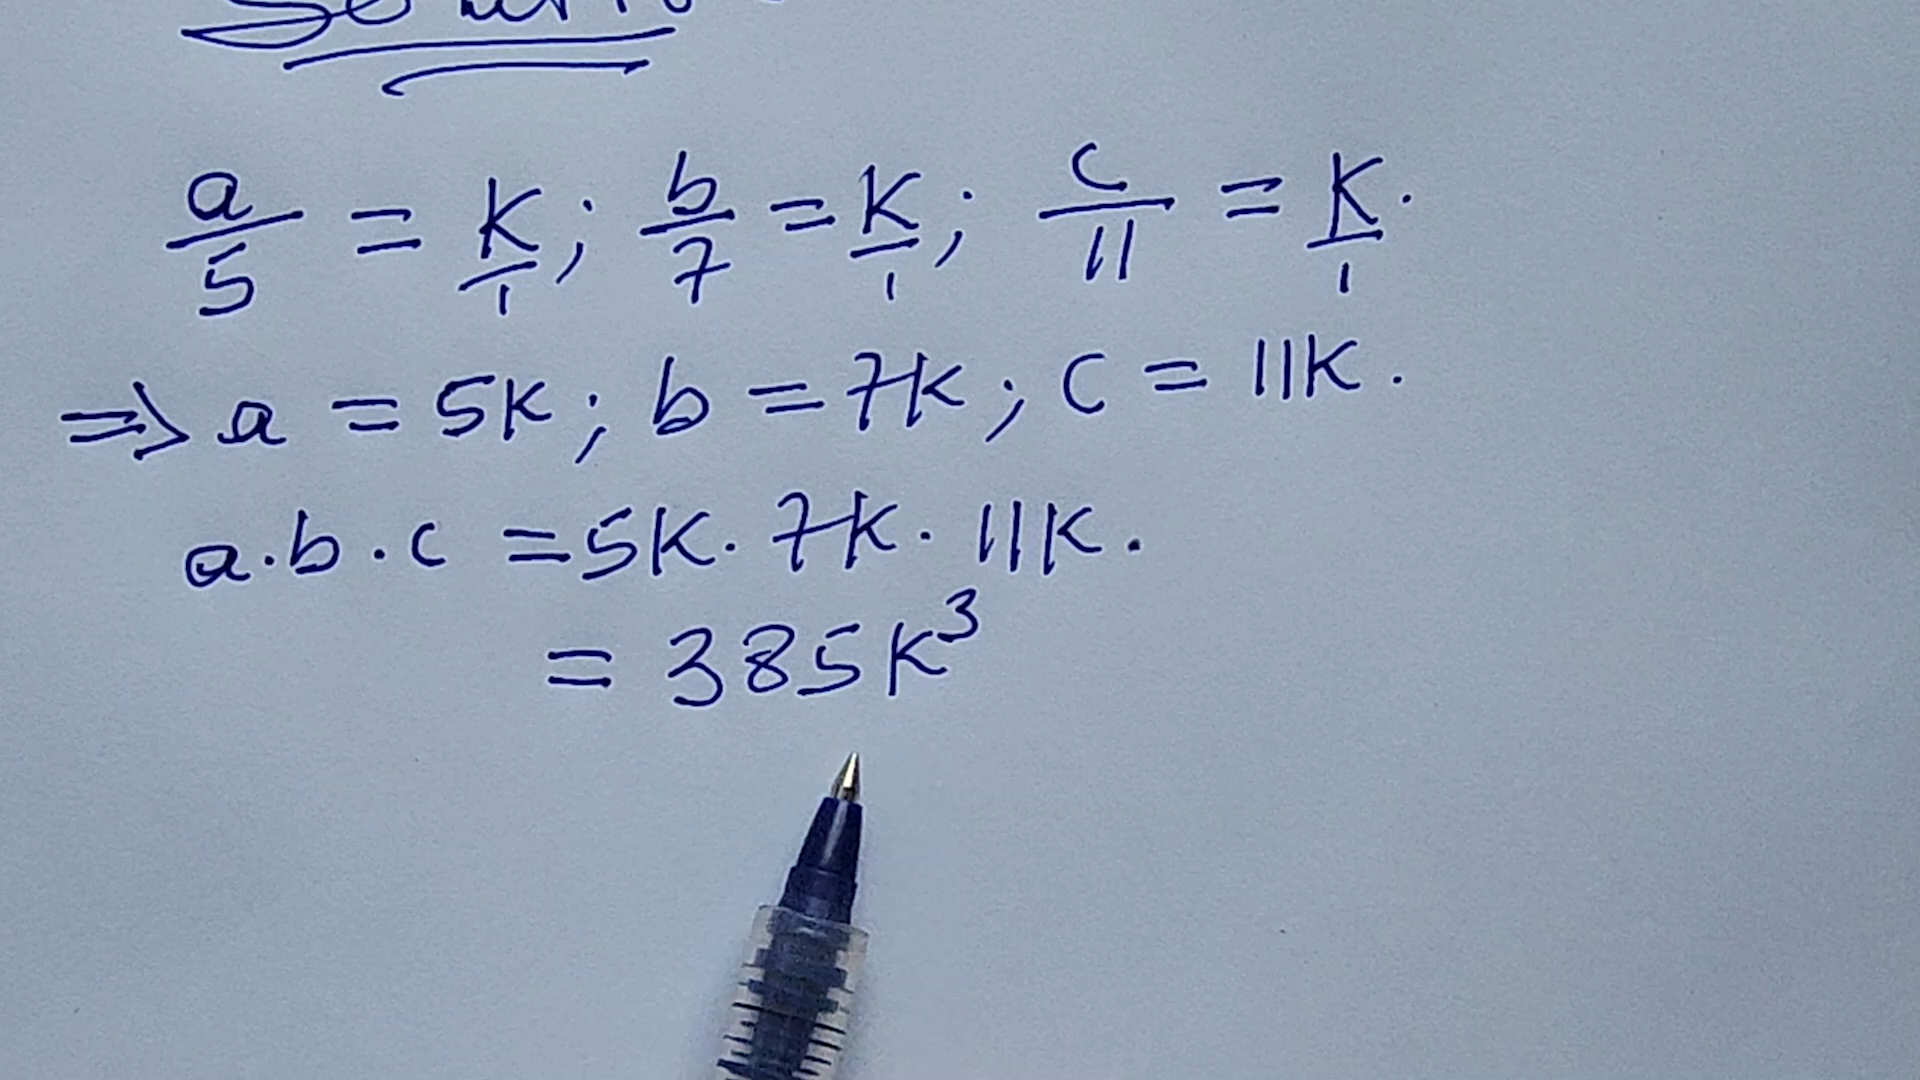 a/5 = K/1; b/7 = K/1; c/11 = K/1.
⇒ a = 5K; b = 7K; c = 11K.
a.b.c = 5K. 7K. 11K.
= 385K³